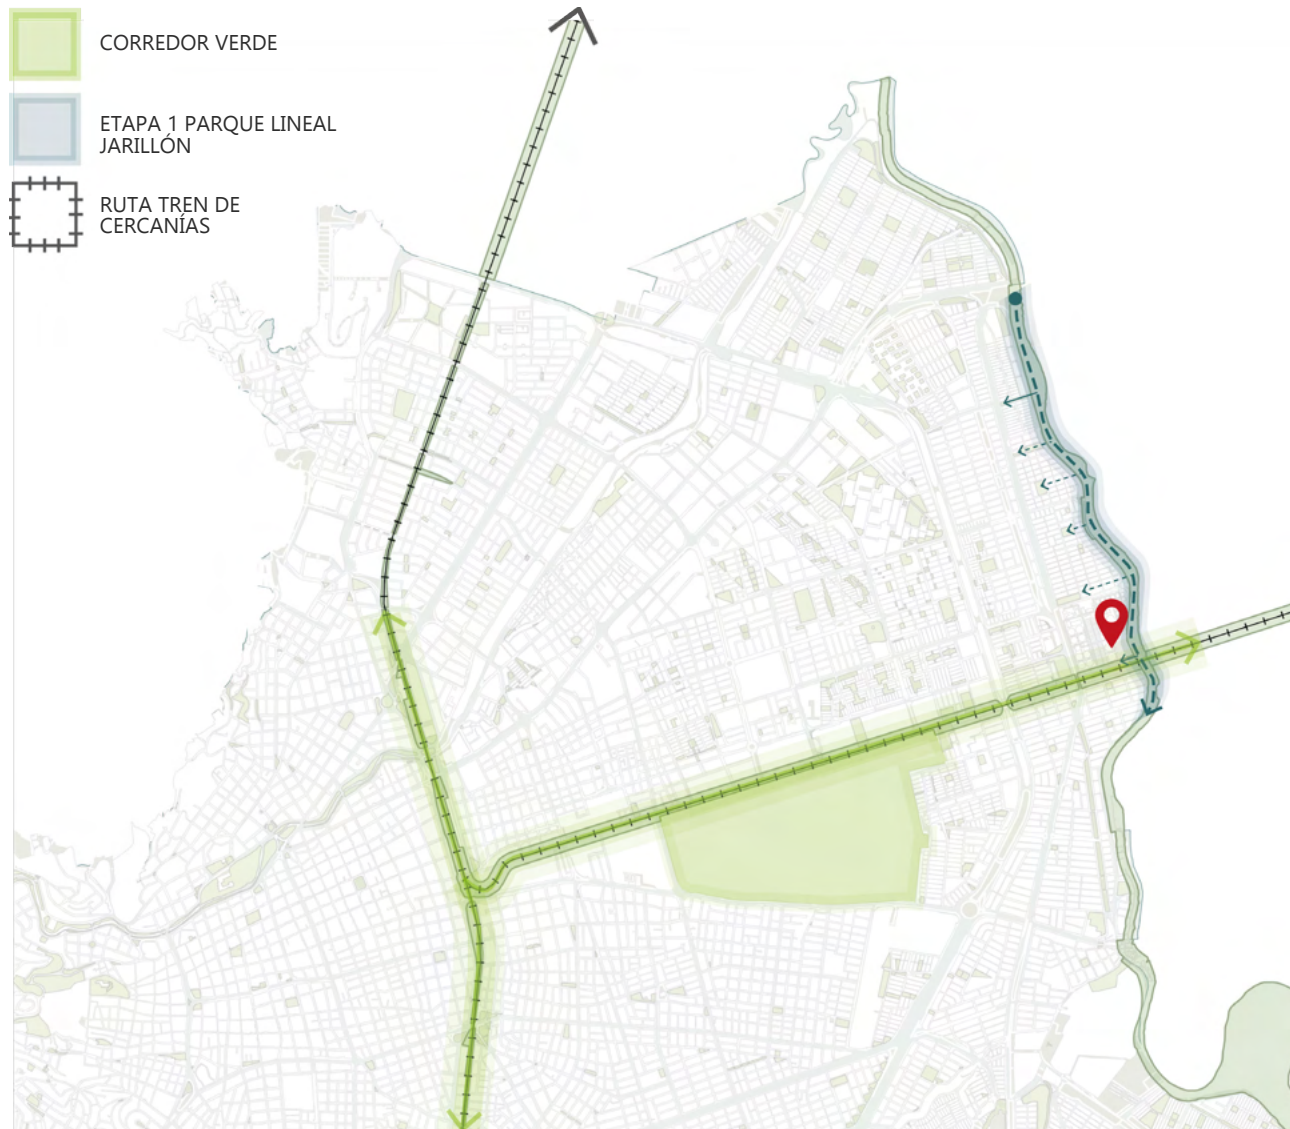 CORREDOR VERDE
ETAPA 1 PARQUE LINEAL
JARILLÓN
RUTA TREN DE
CERCANÍAS